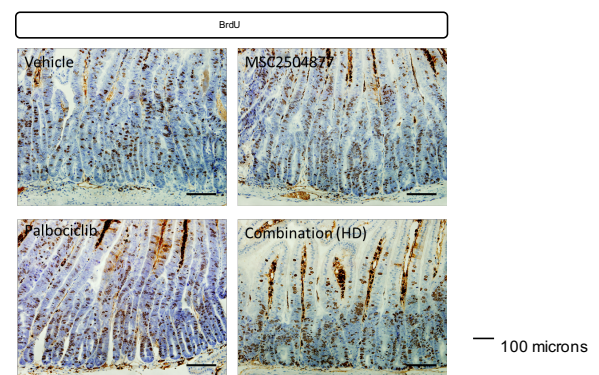 BrdU
Vehicle
MSC2504877
Palbociclib
Combination (HD)
100 microns